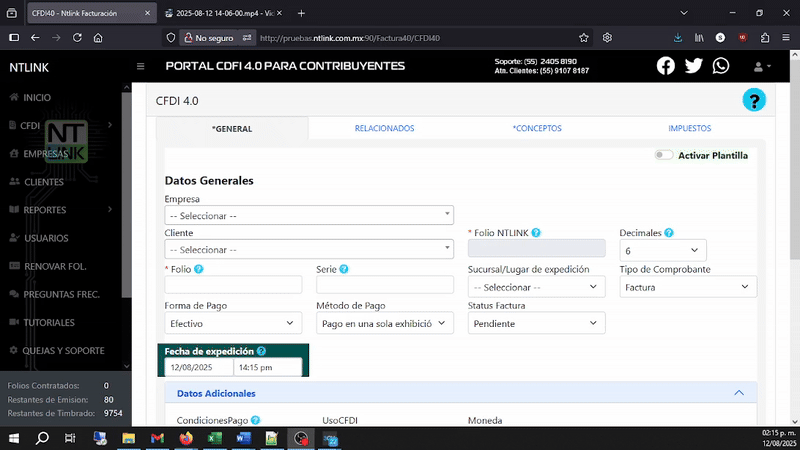 CFDI40 - Ntlink Facturación
2025-08-12 14-06-00.mp4 - Vic
No seguro
http://pruebas.ntlink.com.mx:90/Factura40/CFDI40
NTLINK
PORTAL CDFI 4.0 PARA CONTRIBUYENTES
Soporte: (55) 2405 8190
Atn. Clientes: (55) 9107 8187
INICIO
CFDI
EMPRESAS
CLIENTES
REPORTES
USUARIOS
RENOVAR FOL.
PREGUNTAS FREC.
TUTORIALES
QUEJAS Y SOPORTE
NT
LINK
Folios Contratados: 0
Restantes de Emision: 80
Restantes de Timbrado: 9754
CFDI 4.0
?
*GENERAL RELACIONADOS *CONCEPTOS IMPUESTOS
Activar Plantilla
Datos Generales
Empresa
-- Seleccionar --
Cliente * Folio NTLINK ? Decimales ?
-- Seleccionar -- 6
* Folio ? Serie ? Sucursal/Lugar de expedición Tipo de Comprobante
-- Seleccionar -- Factura
Forma de Pago Método de Pago Status Factura
Efectivo Pago en una sola exhibició Pendiente
Fecha de expedición ?
12/08/2025 14:15 pm
Datos Adicionales
CondicionesPago ? UsoCFDI Moneda
02:15 p. m.
12/08/2025